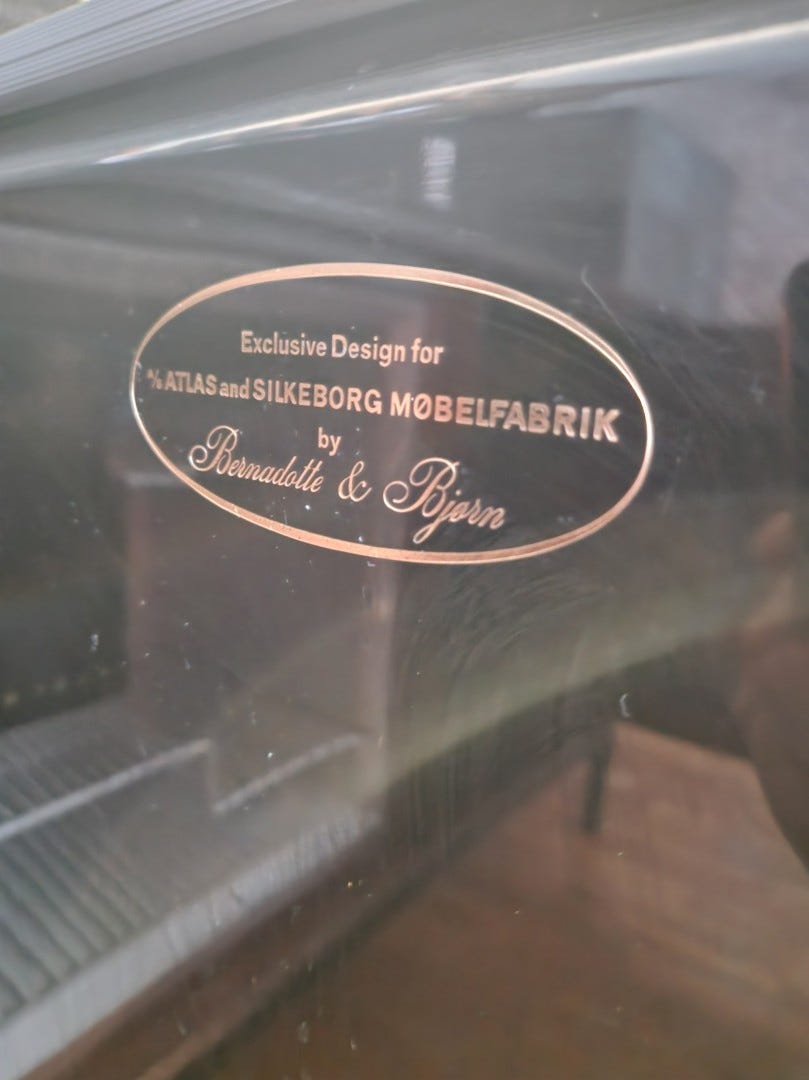 Exclusive Design for
A/S ATLAS and SILKEBORG MØBELFABRIK
by
Bernadotte & Bjørn